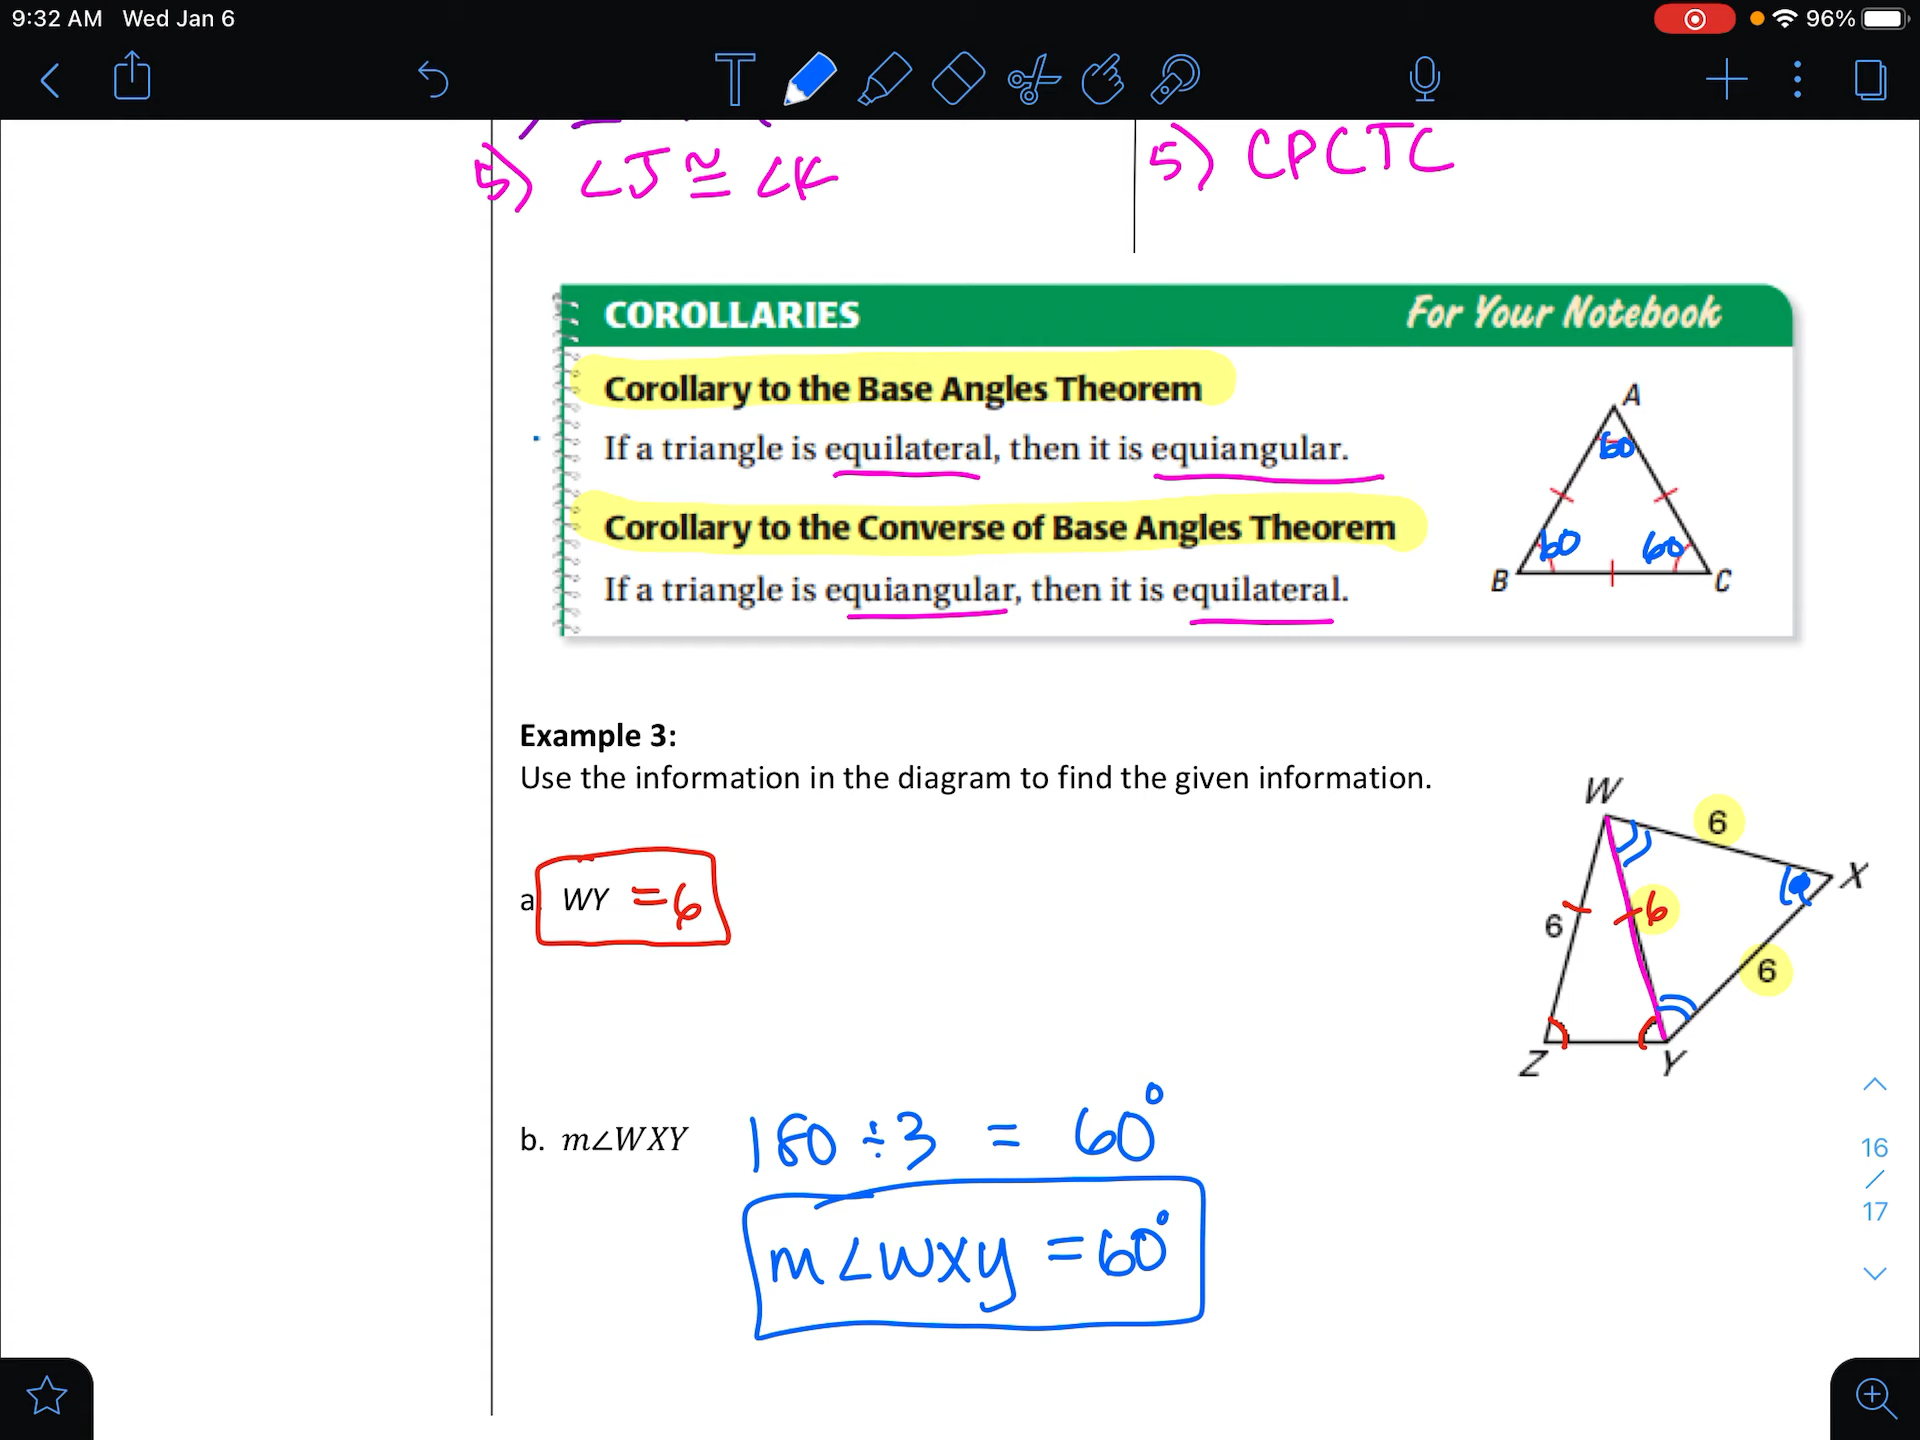 9:32 AM Wed Jan 6
96%
5) ∠J ≅ ∠K
5) CPCTC
COROLLARIES
For Your Notebook
Corollary to the Base Angles Theorem
If a triangle is equilateral, then it is equiangular.
Corollary to the Converse of Base Angles Theorem
If a triangle is equiangular, then it is equilateral.
A
60
60
60
B
C
Example 3:
Use the information in the diagram to find the given information.
W
6
X
6
6
6
Z
Y
a WY = 6
b. m∠WXY 180 ÷ 3 = 60°
m∠WXY = 60°
16
/
17